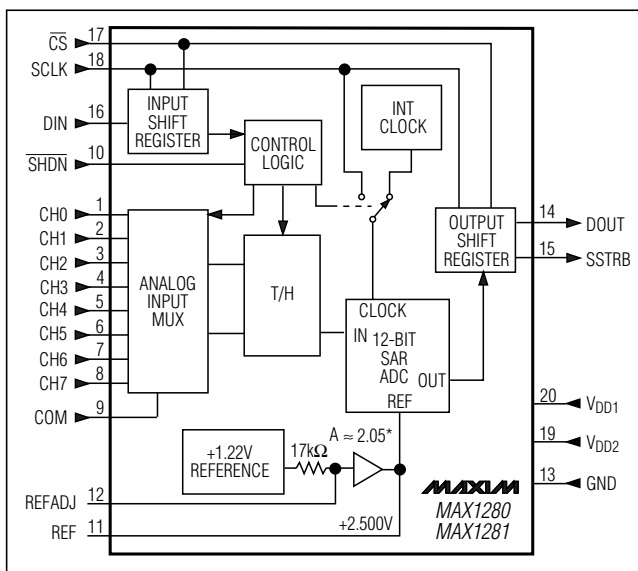 CS 17
SCLK 18
DIN 16
SHDN 10
INPUT
SHIFT
REGISTER
CONTROL
LOGIC
INT
CLOCK
CH0 1
CH1 2
CH2 3
CH3 4
CH4 5
CH5 6
CH6 7
CH7 8
COM 9
ANALOG
INPUT
MUX
T/H
CLOCK
IN 12-BIT
SAR
ADC OUT
REF
OUTPUT
SHIFT
REGISTER
14 DOUT
15 SSTRB
20 VDD1
19 VDD2
13 GND
+1.22V
REFERENCE
17kΩ
A ≈ 2.05*
REFADJ 12
REF 11
+2.500V
MAXIM
MAX1280
MAX1281